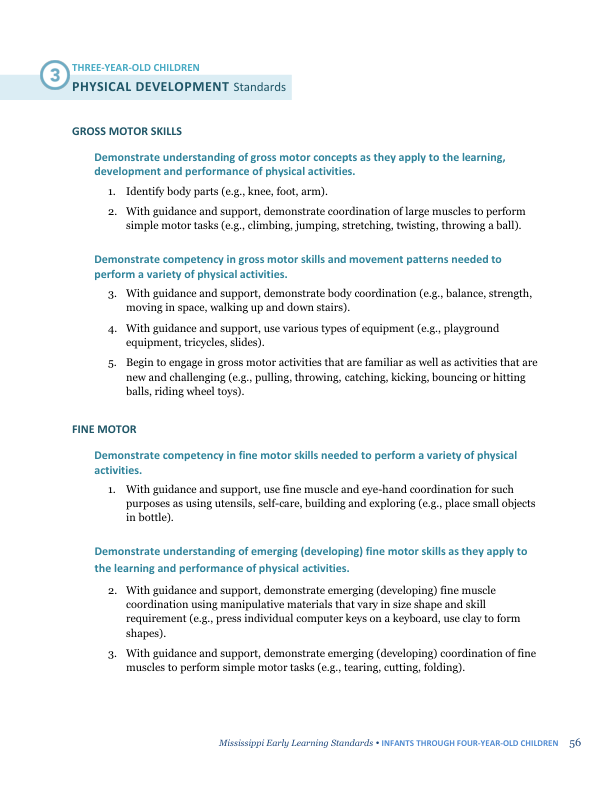 3
THREE-YEAR-OLD CHILDREN
PHYSICAL DEVELOPMENT Standards
GROSS MOTOR SKILLS
Demonstrate understanding of gross motor concepts as they apply to the learning,
development and performance of physical activities.
1. Identify body parts (e.g., knee, foot, arm).
2. With guidance and support, demonstrate coordination of large muscles to perform
simple motor tasks (e.g., climbing, jumping, stretching, twisting, throwing a ball).
Demonstrate competency in gross motor skills and movement patterns needed to
perform a variety of physical activities.
3. With guidance and support, demonstrate body coordination (e.g., balance, strength,
moving in space, walking up and down stairs).
4. With guidance and support, use various types of equipment (e.g., playground
equipment, tricycles, slides).
5. Begin to engage in gross motor activities that are familiar as well as activities that are
new and challenging (e.g., pulling, throwing, catching, kicking, bouncing or hitting
balls, riding wheel toys).
FINE MOTOR
Demonstrate competency in fine motor skills needed to perform a variety of physical
activities.
1. With guidance and support, use fine muscle and eye-hand coordination for such
purposes as using utensils, self-care, building and exploring (e.g., place small objects
in bottle).
Demonstrate understanding of emerging (developing) fine motor skills as they apply to
the learning and performance of physical activities.
2. With guidance and support, demonstrate emerging (developing) fine muscle
coordination using manipulative materials that vary in size shape and skill
requirement (e.g., press individual computer keys on a keyboard, use clay to form
shapes).
3. With guidance and support, demonstrate emerging (developing) coordination of fine
muscles to perform simple motor tasks (e.g., tearing, cutting, folding).
Mississippi Early Learning Standards • INFANTS THROUGH FOUR-YEAR-OLD CHILDREN 56